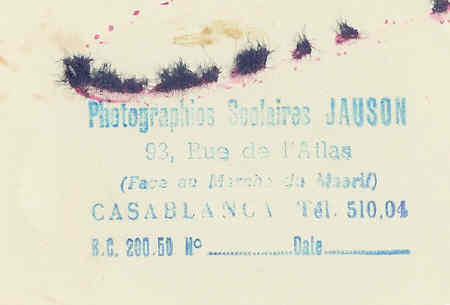 Photographies Scolaires JAUSON
93, Rue de l'Atlas
(Face au Marché du Maarif)
CASABLANCA Tél. 510,04
R.C. 200.50 N° .................... Date ....................